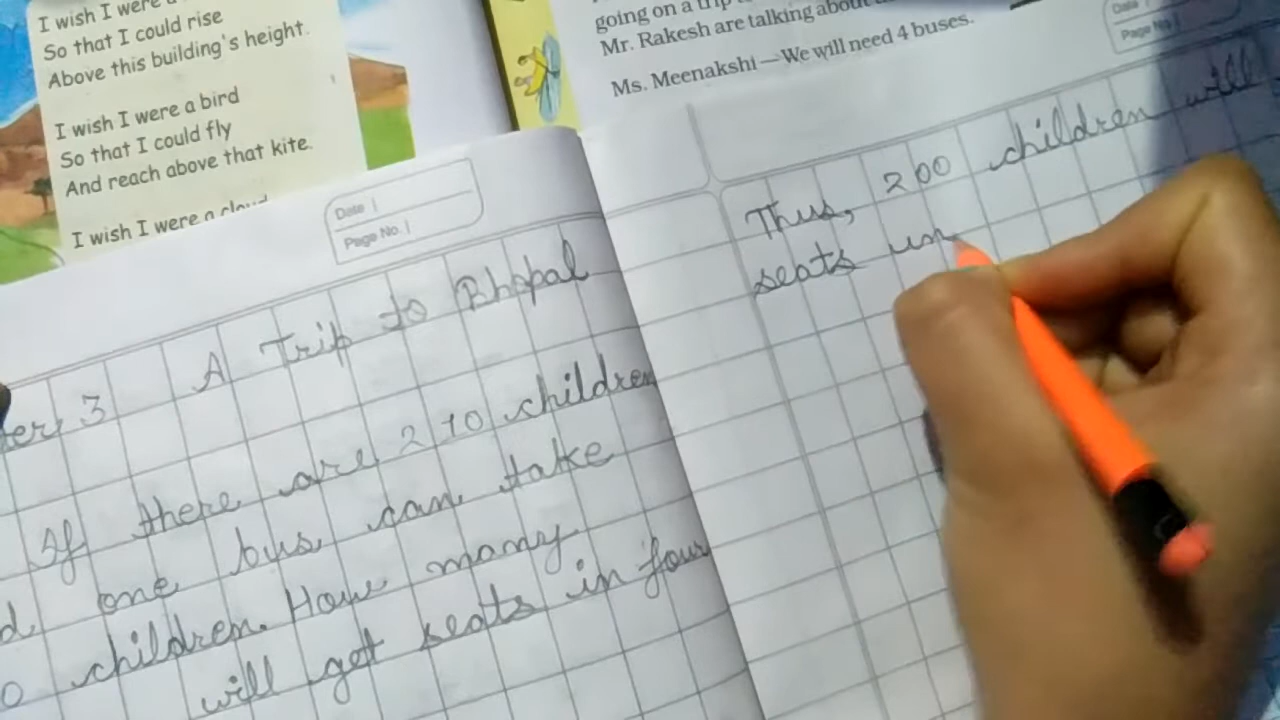 I wish I were a
So that I could rise
Above this building's height.
I wish I were a bird
So that I could fly
And reach above that kite.
I wish I were a cloud
going on a trip
Mr. Rakesh are talking about
Ms. Meenakshi—We will need 4 buses.
Date
Page No.
3 A Trip to Bhopal
If there are 210 children
one bus can take
children. How many
will get seats in four
Date
Page No
Thus, 200 children will
seats in